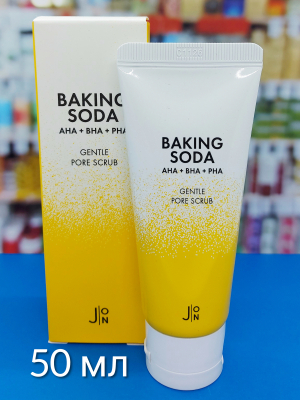 BAKING
SODA
AHA + BHA + PHA
GENTLE
PORE SCRUB
J|ON
BAKING
SODA
AHA + BHA + PHA
GENTLE
PORE SCRUB
J|ON
50 мл